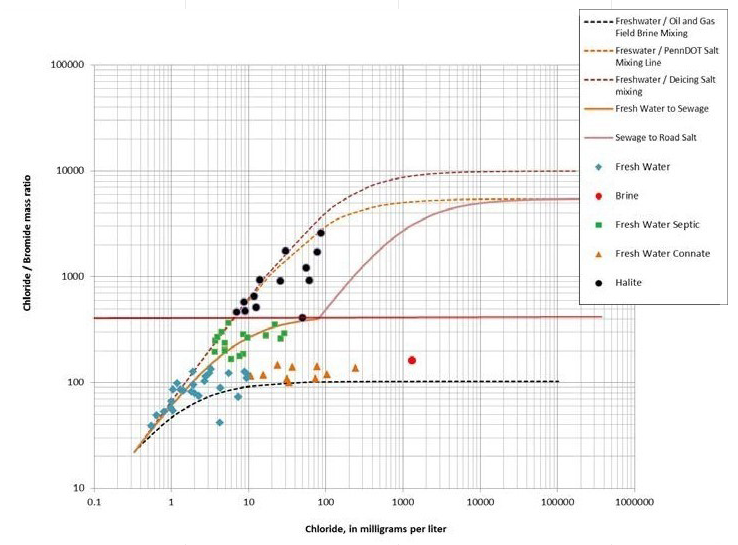 Freshwater / Oil and Gas
Field Brine Mixing
Freswater / PennDOT Salt
Mixing Line
Freshwater / Deicing Salt
mixing
Fresh Water to Sewage
Sewage to Road Salt
Fresh Water
Brine
Fresh Water Septic
Fresh Water Connate
Halite
Chloride / Bromide mass ratio
100000
10000
1000
100
10
0.1
1
10
100
1000
10000
100000
1000000
Chloride, in milligrams per liter